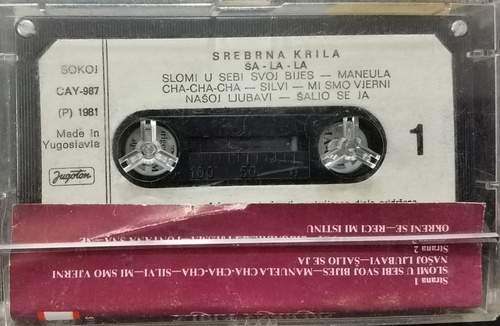 SREBRNA KRILA
ŠA - LA - LA
SLOMI U SEBI SVOJ BIJES — MANUELA
CHA-CHA-CHA — SILVI — MI SMO VJERNI
NAŠOJ LJUBAVI — ŠALIO SE JA
SOKOJ
CAY-987
(P) 1981
Made in
Yugoslavia
Jugoton
1
100 50 0
Strana 1
SLOMI U SEBI SVOJ BIJES—MANUELA CHA-CHA-CHA—SILVI—MI SMO VJERNI
NAŠOJ LJUBAVI—ŠALIO SE JA
Strana 2
OKRENI SE—RECI MI ISTINU